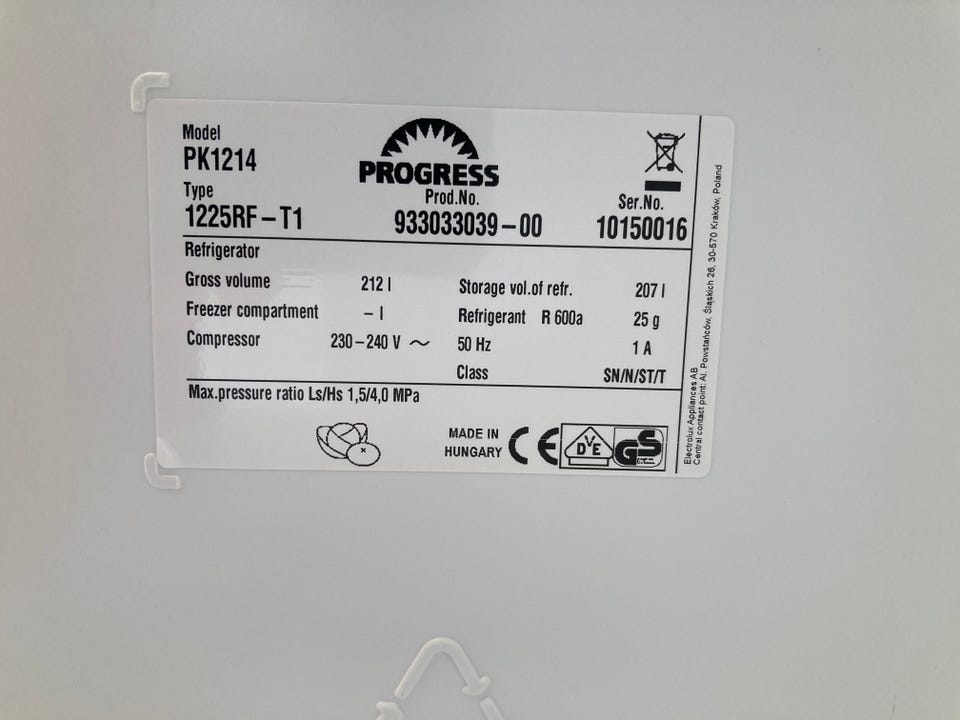 Model
PK1214
PROGRESS
Type
Prod.No.
Ser.No.
1225RF-T1
933033039-00
10150016
Refrigerator
Gross volume 212 l
Storage vol.of refr. 207 l
Freezer compartment - l
Refrigerant R 600a 25 g
Compressor 230-240 V ~ 50 Hz 1 A
Class SN/N/ST/T
Max.pressure ratio Ls/Hs 1,5/4,0 MPa
MADE IN
HUNGARY
CE
VDE
GS
Electrolux Appliances AB
Central contact point: Al. Powstańców, Śląskich 26, 30-570 Kraków, Poland